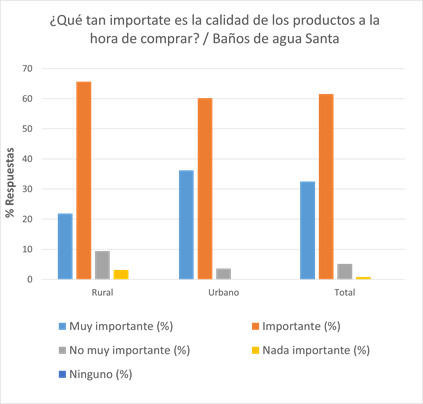 ¿Qué tan importate es la calidad de los productos a la
hora de comprar? / Baños de agua Santa
70
60
50
40
30
20
10
0
% Respuestas
Rural
Urbano
Total
Muy importante (%)
Importante (%)
No muy importante (%)
Nada importante (%)
Ninguno (%)